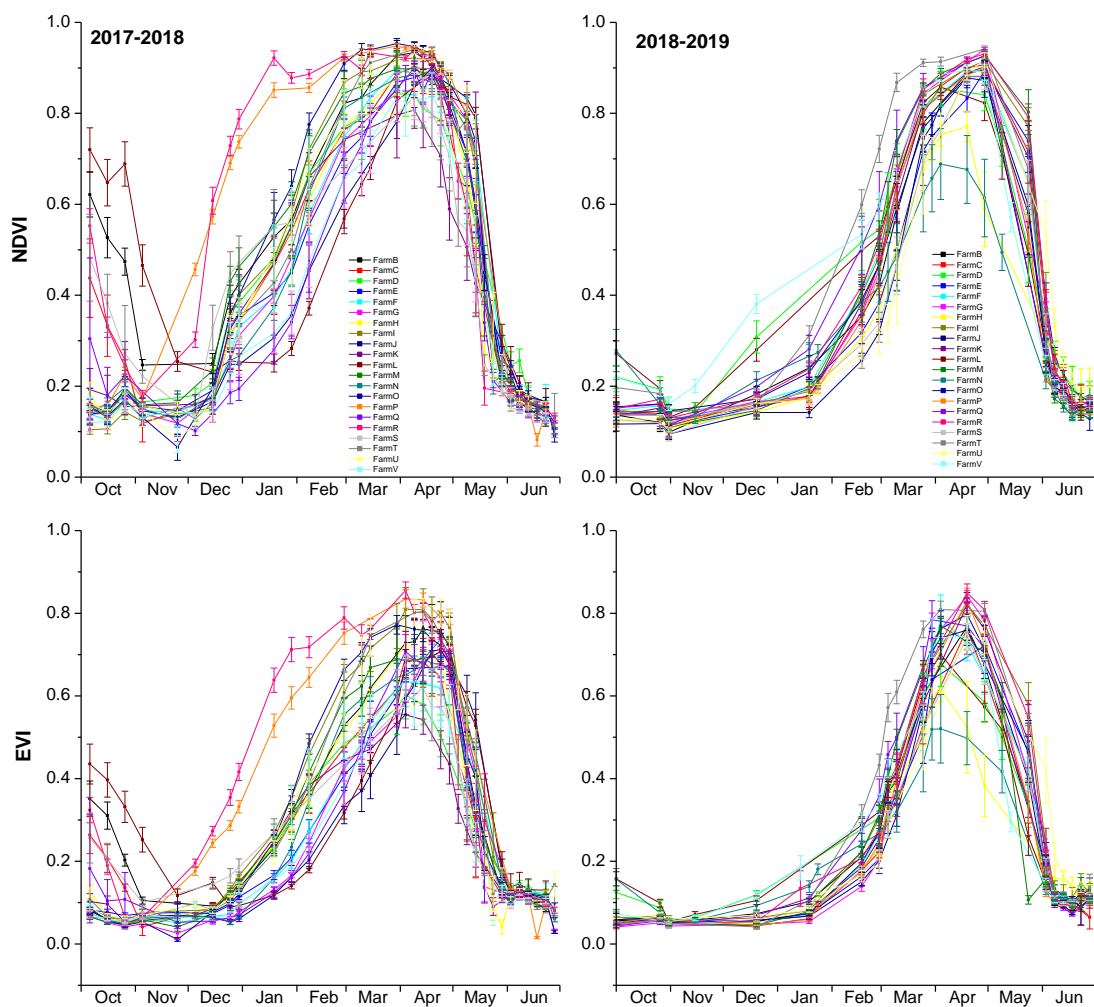 2017-2018
NDVI
1.0
0.8
0.6
0.4
0.2
0.0
FarmB
FarmC
FarmD
FarmE
FarmF
FarmG
FarmH
FarmI
FarmJ
FarmK
FarmL
FarmM
FarmN
FarmO
FarmP
FarmQ
FarmR
FarmS
FarmT
FarmU
FarmV
Oct Nov Dec Jan Feb Mar Apr May Jun
2018-2019
1.0
0.8
0.6
0.4
0.2
0.0
FarmB
FarmC
FarmD
FarmE
FarmF
FarmG
FarmH
FarmI
FarmJ
FarmK
FarmL
FarmM
FarmN
FarmO
FarmP
FarmQ
FarmR
FarmS
FarmT
FarmU
FarmV
Oct Nov Dec Jan Feb Mar Apr May Jun
EVI
1.0
0.8
0.6
0.4
0.2
0.0
Oct Nov Dec Jan Feb Mar Apr May Jun
1.0
0.8
0.6
0.4
0.2
0.0
Oct Nov Dec Jan Feb Mar Apr May Jun